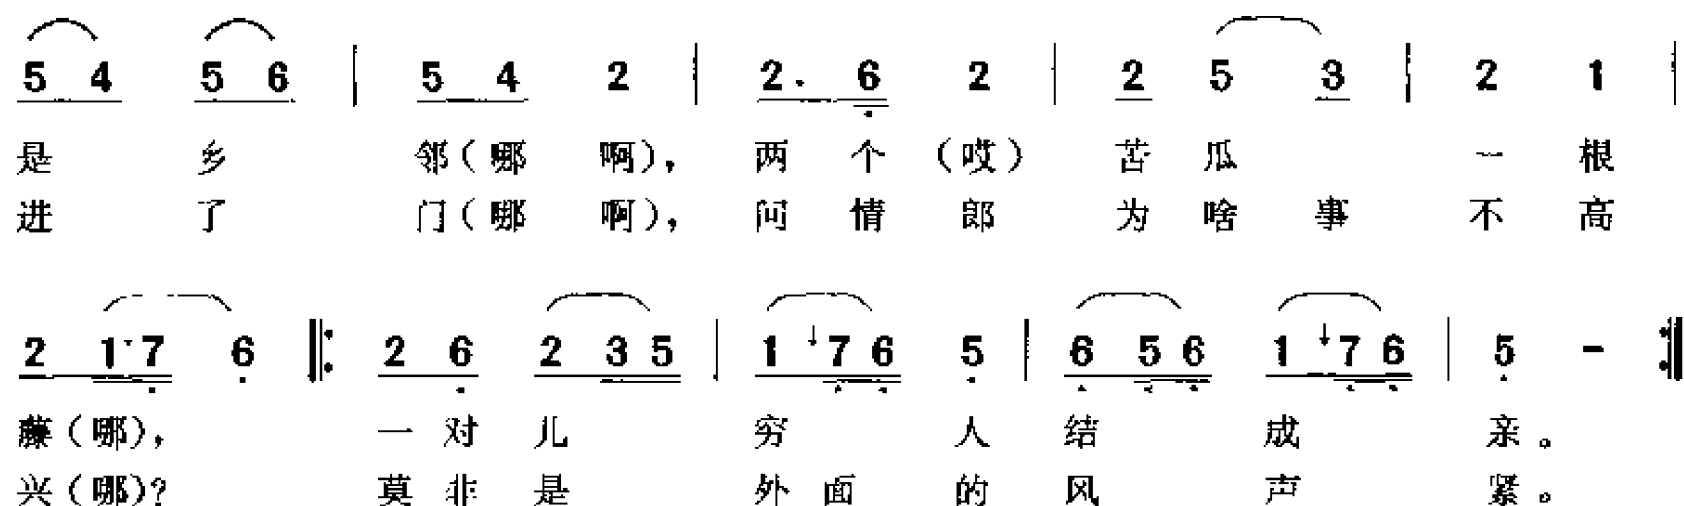 5 4 5 6 | 5 4 2 | 2. 6 2 | 2 5 3 | 2 1 |
是 乡 邻(哪 啊), 两 个 (哎) 苦 瓜 一 根
进 了 门(哪 啊), 问 情 郎 为 啥 事 不 高
2 1·7 6 ‖: 2 6 2 3 5 | 1 ↓7 6 5 | 6 5 6 1 ↓7 6 | 5 - :‖
藤(哪), 一 对 儿 穷 人 结 成 亲。
兴(哪)? 莫 非 是 外 面 的 风 声 紧。